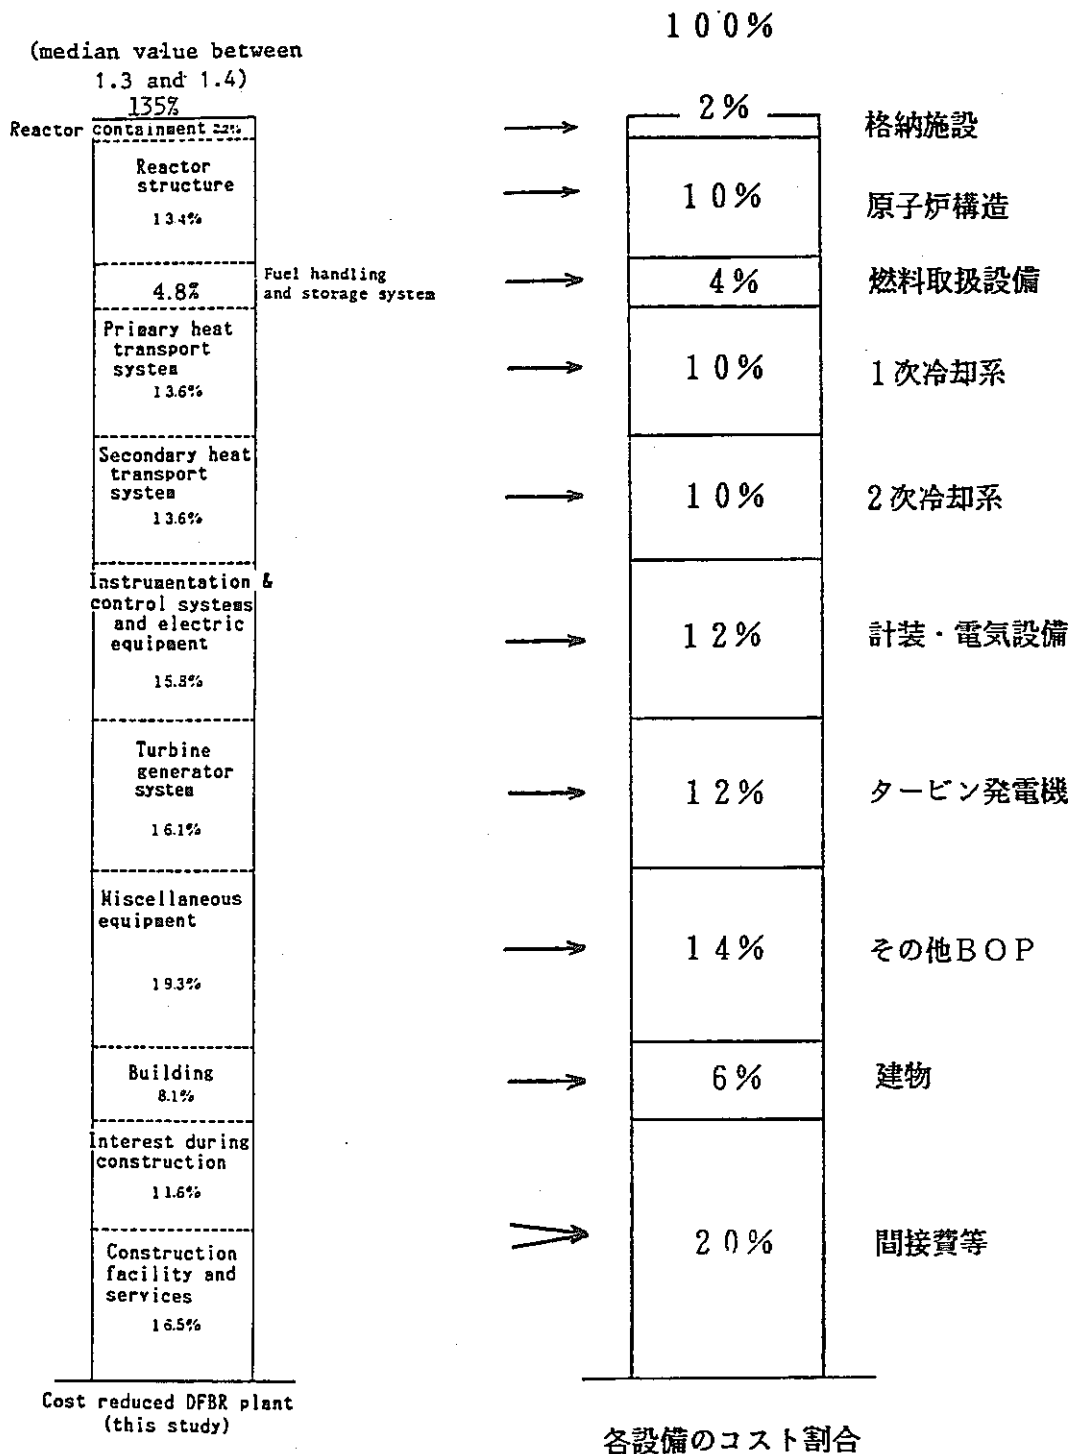 (median value between
1.3 and 1.4)
135%
Reactor containment 2.2%
Reactor
structure
13.4%
4.8%
Fuel handling
and storage system
Primary heat
transport
system
13.6%
Secondary heat
transport
system
13.6%
Instrumentation &
control systems
and electric
equipment
15.8%
Turbine
generator
system
16.1%
Miscellaneous
equipment
19.3%
Building
8.1%
Interest during
construction
11.6%
Construction
facility and
services
16.5%
Cost reduced DFBR plant
(this study)
100%
2%
格納施設
10%
原子炉構造
4%
燃料取扱設備
10%
1次冷却系
10%
2次冷却系
12%
計装・電気設備
12%
タービン発電機
14%
その他BOP
6%
建物
20%
間接費等
各設備のコスト割合